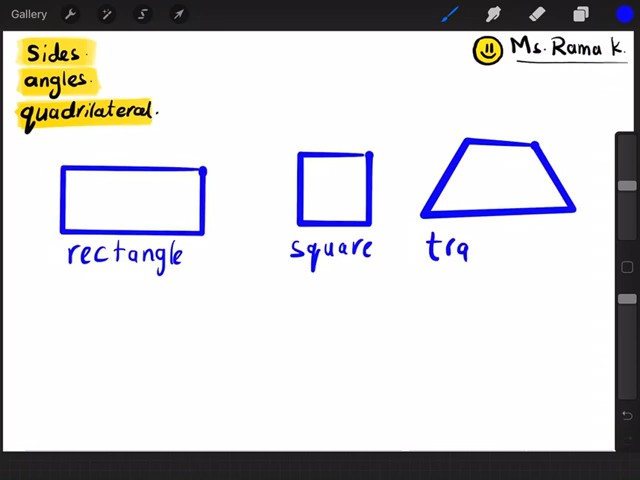 Gallery
Sides.
angles.
quadrilateral.
Ms. Rama K.
rectangle
square
tra